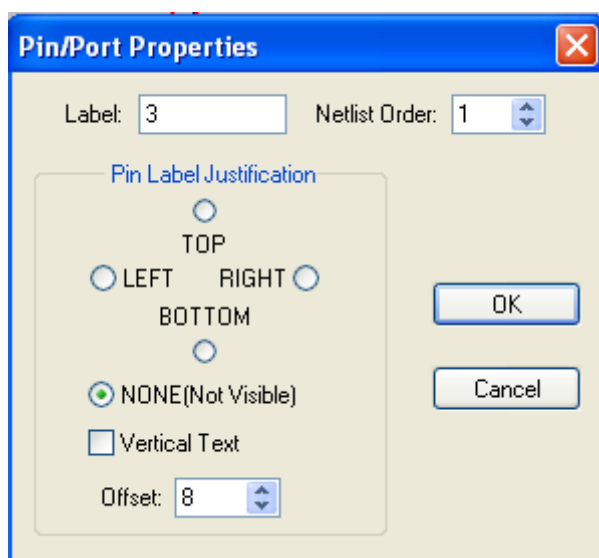 Pin/Port Properties
Label: 3 Netlist Order: 1
Pin Label Justification
TOP
LEFT RIGHT
BOTTOM
OK
NONE(Not Visible)
Cancel
Vertical Text
Offset: 8